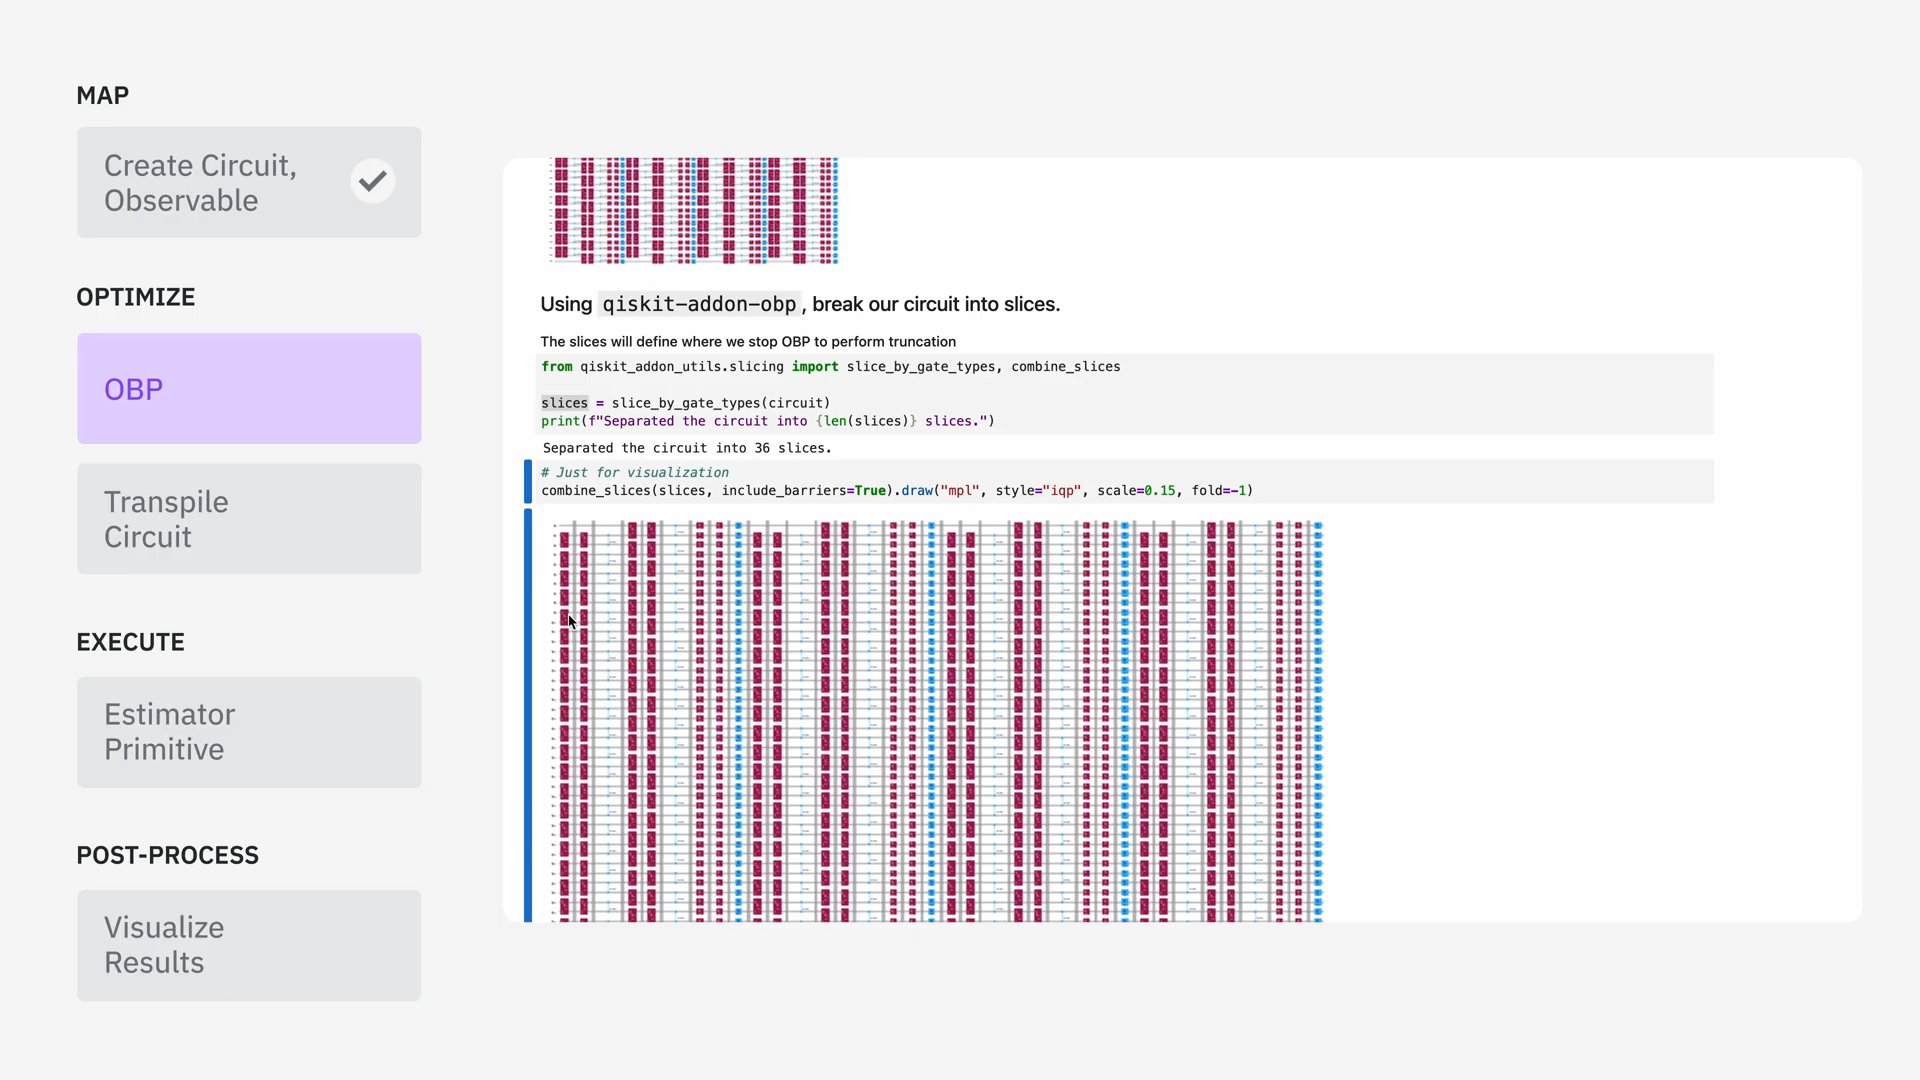 MAP
Create Circuit,
Observable
OPTIMIZE
OBP
Transpile
Circuit
EXECUTE
Estimator
Primitive
POST-PROCESS
Visualize
Results
Using qiskit-addon-obp, break our circuit into slices.
The slices will define where we stop OBP to perform truncation
from qiskit_addon_utils.slicing import slice_by_gate_types, combine_slices
slices = slice_by_gate_types(circuit)
print(f"Separated the circuit into {len(slices)} slices.")
Separated the circuit into 36 slices.
# Just for visualization
combine_slices(slices, include_barriers=True).draw("mpl", style="iqp", scale=0.15, fold=-1)